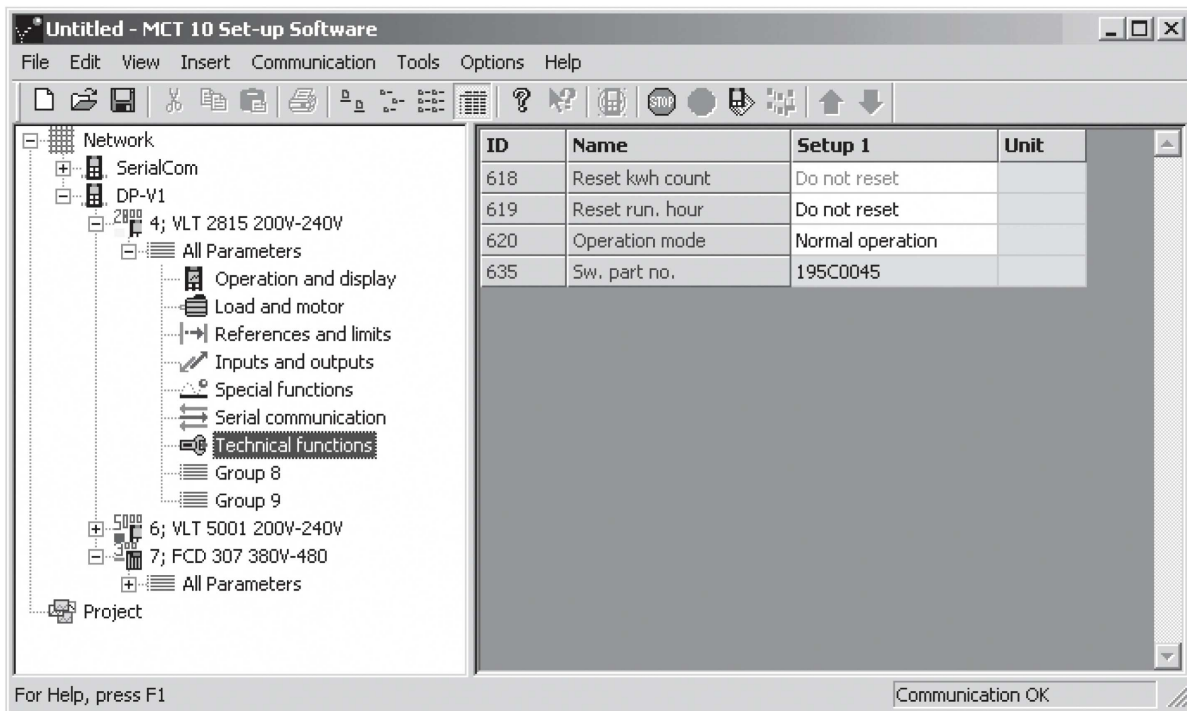 Untitled - MCT 10 Set-up Software
File Edit View Insert Communication Tools Options Help
STOP
Network
SerialCom
DP-V1
2800 4; VLT 2815 200V-240V
All Parameters
Operation and display
Load and motor
References and limits
Inputs and outputs
Special functions
Serial communication
Technical functions
Group 8
Group 9
5000 6; VLT 5001 200V-240V
300 7; FCD 307 380V-480
All Parameters
Project
ID Name Setup 1 Unit
618 Reset kwh count Do not reset
619 Reset run. hour Do not reset
620 Operation mode Normal operation
635 Sw. part no. 195C0045
For Help, press F1 Communication OK